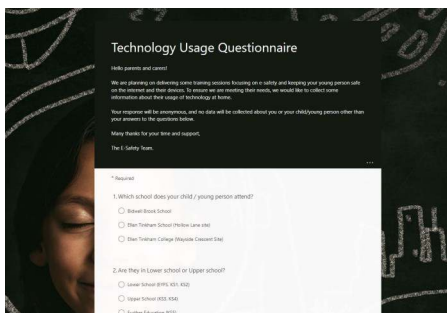 Technology Usage Questionnaire
Hello parents and carers!
We are planning on delivering some training sessions focusing on e-safety and keeping your young person safe
on the internet and their devices. To ensure we are meeting their needs, we would like to collect some
information about their usage of technology at home.
Your response will be anonymous, and no data will be collected about you or your child/young person other than
your answers to the questions below.
Many thanks for your time and support,
The E-Safety Team.
...
* Required
1. Which school does your child / young person attend?
Bidwell Brook School
Ellen Tinkham School (Hollow Lane site)
Ellen Tinkham College (Wayside Crescent Site)
2. Are they in Lower school or Upper school?
Lower School (EYFS, KS1, KS2)
Upper School (KS3, KS4)
Further Education (KS5)